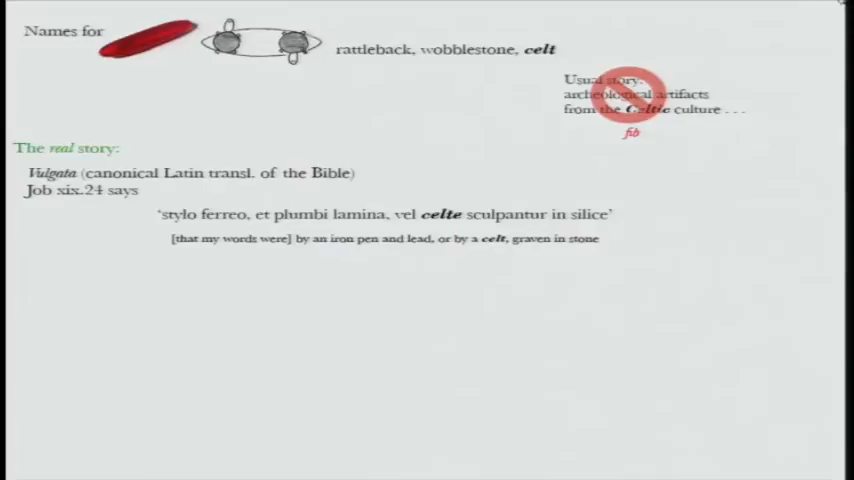 Names for
rattleback, wobblestone, celt
Usual story:
archeological artifacts
from the Celtic culture . . .
fib
The real story:
Vulgata (canonical Latin transl. of the Bible)
Job xix.24 says
‘stylo ferreo, et plumbi lamina, vel celte sculpantur in silice’
[that my words were] by an iron pen and lead, or by a celt, graven in stone